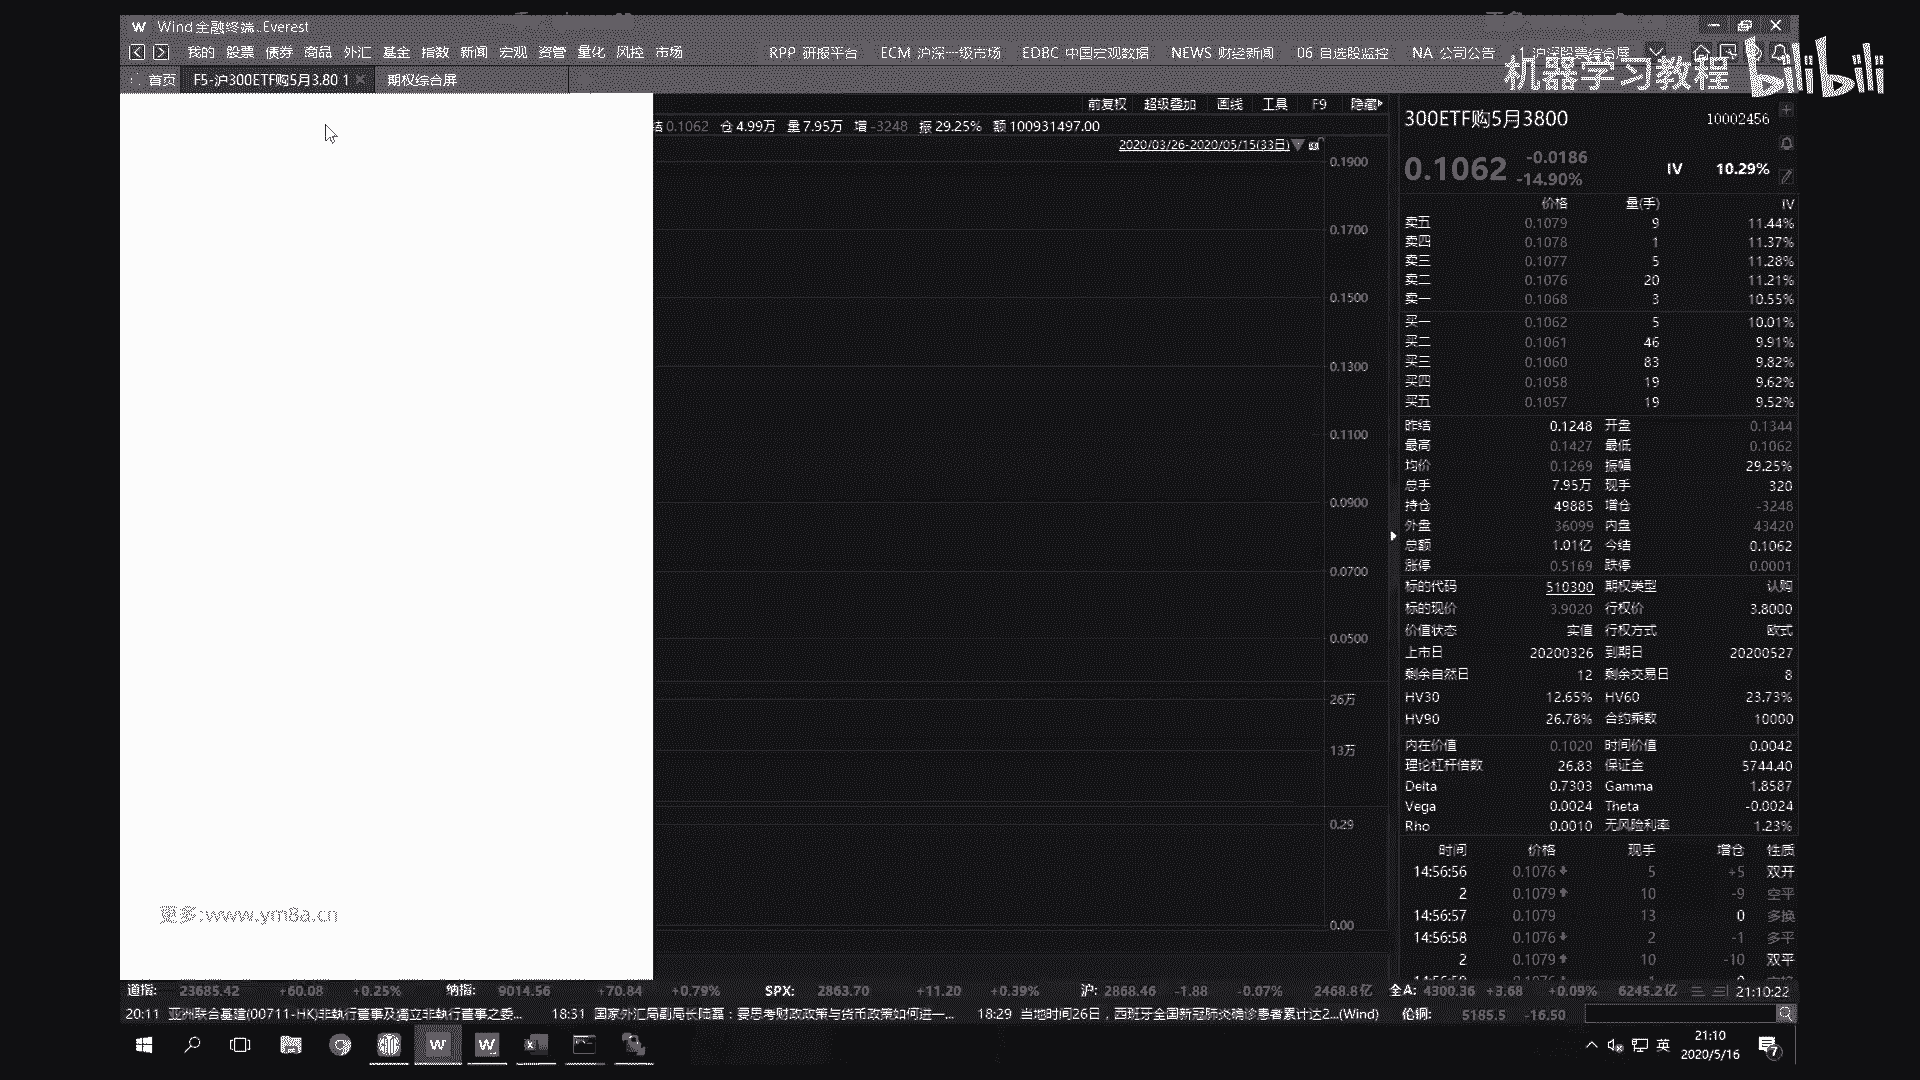 Wind 金融终端..Everest
我的 股票 债券 商品 外汇 基金 指数 新闻 宏观 资管 量化 风控 市场 RPP 研报平台 ECM 沪深一级市场 EDBC 中国宏观数据 NEWS 财经新闻 06 自选股监控 NA 公司公告 1 沪深股票综合屏
机器学习教程 bilibili
首页 F5-沪300ETF购5月3.80 1 期权综合屏
前复权 超级叠加 画线 工具 F9 隐藏
结 0.1062 仓 4.99万 量 7.95万 增 -3248 振 29.25% 额 100931497.00
2020/03/26-2020/05/15(33日)
0.1900
0.1700
0.1500
0.1300
0.1100
0.0900
0.0700
0.0500
26万
13万
0.29
0.00
更多:www.ym8a.cn
300ETF购5月3800 10002456
0.1062 -0.0186 -14.90% IV 10.29%
价格 量(手) IV
卖五 0.1079 9 11.44%
卖四 0.1078 1 11.37%
卖三 0.1077 5 11.28%
卖二 0.1076 20 11.21%
卖一 0.1068 3 10.55%
买一 0.1062 5 10.01%
买二 0.1061 46 9.91%
买三 0.1060 83 9.82%
买四 0.1058 19 9.62%
买五 0.1057 19 9.52%
昨结 0.1248 开盘 0.1344
最高 0.1427 最低 0.1062
均价 0.1269 振幅 29.25%
总手 7.95万 现手 320
持仓 49885 增仓 -3248
外盘 36099 内盘 43420
总额 1.01亿 今结 0.1062
涨停 0.5169 跌停 0.0001
标的代码 510300 期权类型 认购
标的现价 3.9020 行权价 3.8000
价值状态 实值 行权方式 欧式
上市日 20200326 到期日 20200527
剩余自然日 12 剩余交易日 8
HV30 12.65% HV60 23.73%
HV90 26.78% 合约乘数 10000
内在价值 0.1020 时间价值 0.0042
理论杠杆倍数 26.83 保证金 5744.40
Delta 0.7303 Gamma 1.8587
Vega 0.0024 Theta -0.0024
Rho 0.0010 无风险利率 1.23%
时间 价格 现手 增仓 性质
14:56:56 0.1076 5 +5 双开
2 0.1079 10 -9 空平
14:56:57 0.1079 13 0 多换
14:56:58 0.1076 2 -1 多平
2 0.1079 10 -10 双平
道指: 23685.42 +60.08 +0.25% 纳指: 9014.56 +70.84 +0.79% SPX: 2863.70 +11.20 +0.39% 沪: 2868.46 -1.88 -0.07% 2468.8亿 全A: 4300.36 +3.68 +0.09% 6245.2亿 21:10:22
20:11 亚洲联合基建(00711-HK)非執行董事及獨立非執行董事之委... 18:31 国家外汇局副局长陆磊：要思考财政政策与货币政策如何进一... 18:29 当地时间26日，西班牙全国新冠肺炎确诊患者累计达2...(Wind) 伦铜: 5185.5 -16.50
英 21:10
2020/5/16
7